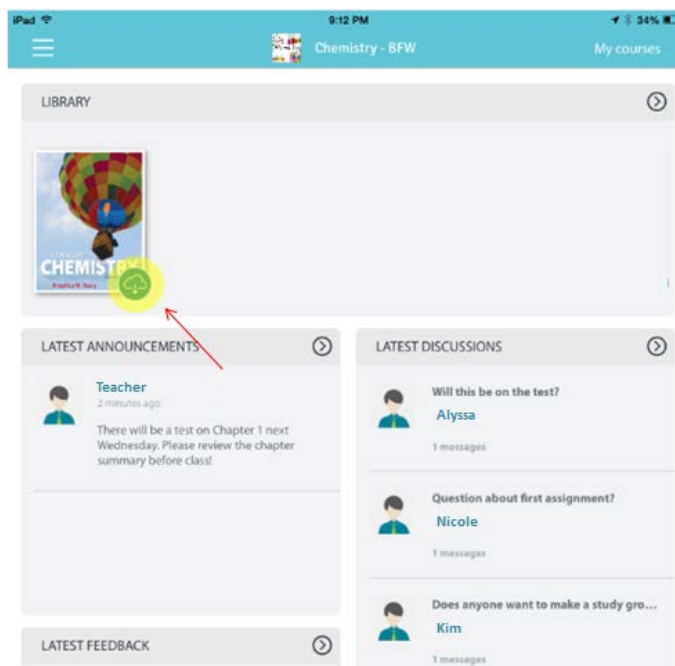 iPad 9:12 PM 34%
Chemistry - BFW My courses
LIBRARY
CHEMISTRY
LATEST ANNOUNCEMENTS
Teacher
2 minutes ago
There will be a test on Chapter 1 next
Wednesday. Please review the chapter
summary before class!
LATEST DISCUSSIONS
Will this be on the test?
Alyssa
1 messages
Question about first assignment?
Nicole
1 messages
Does anyone want to make a study gro...
Kim
1 messages
LATEST FEEDBACK